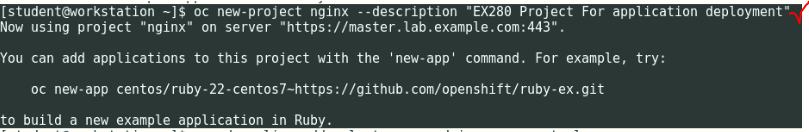 [student@workstation ~]$ oc new-project nginx --description "EX280 Project For application deployment"
Now using project "nginx" on server "https://master.lab.example.com:443".
You can add applications to this project with the 'new-app' command. For example, try:
oc new-app centos/ruby-22-centos7~https://github.com/openshift/ruby-ex.git
to build a new example application in Ruby.